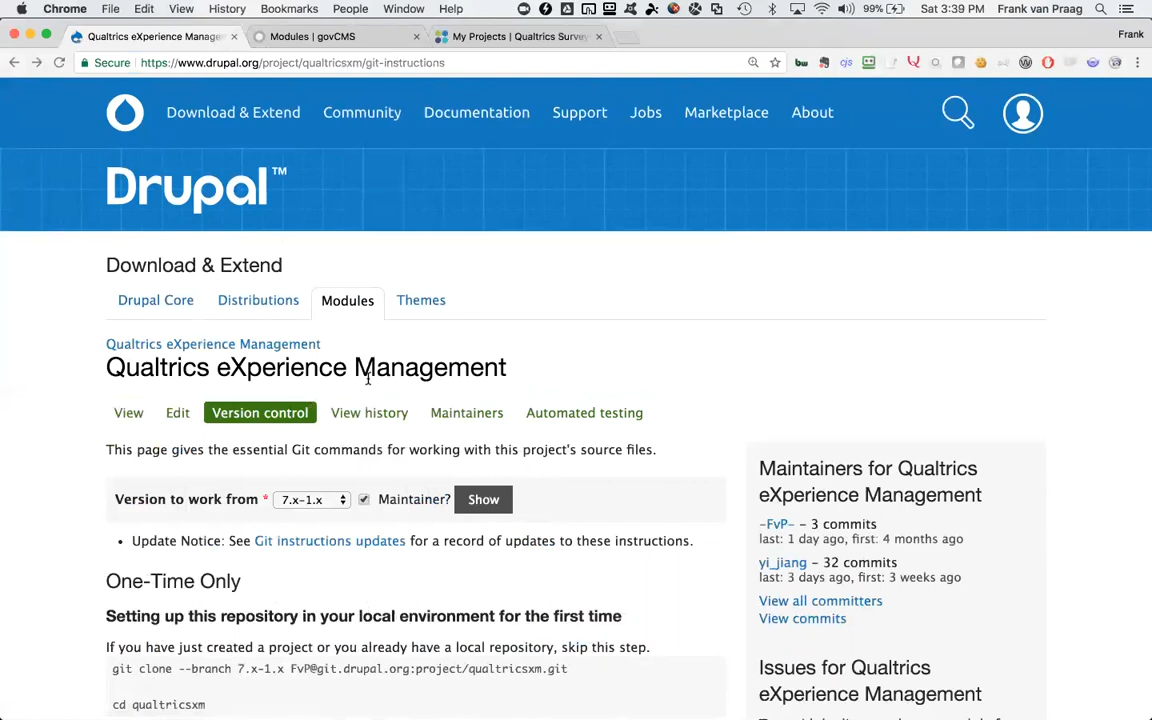 Chrome File Edit View History Bookmarks People Window Help 99% Sat 3:39 PM Frank van Praag
Qualtrics eXperience Manage Modules | govCMS My Projects | Qualtrics Survey Frank
Secure https://www.drupal.org/project/qualtricsxm/git-instructions
Download & Extend Community Documentation Support Jobs Marketplace About
Drupal™
Download & Extend
Drupal Core Distributions Modules Themes
Qualtrics eXperience Management
Qualtrics eXperience Management
View Edit Version control View history Maintainers Automated testing
This page gives the essential Git commands for working with this project's source files.
Version to work from * 7.x-1.x Maintainer? Show
• Update Notice: See Git instructions updates for a record of updates to these instructions.
One-Time Only
Setting up this repository in your local environment for the first time
If you have just created a project or you already have a local repository, skip this step.
git clone --branch 7.x-1.x FvP@git.drupal.org:project/qualtricsxm.git
cd qualtricsxm
Maintainers for Qualtrics
eXperience Management
-FvP- – 3 commits
last: 1 day ago, first: 4 months ago
yi_jiang – 32 commits
last: 3 days ago, first: 3 weeks ago
View all committers
View commits
Issues for Qualtrics
eXperience Management